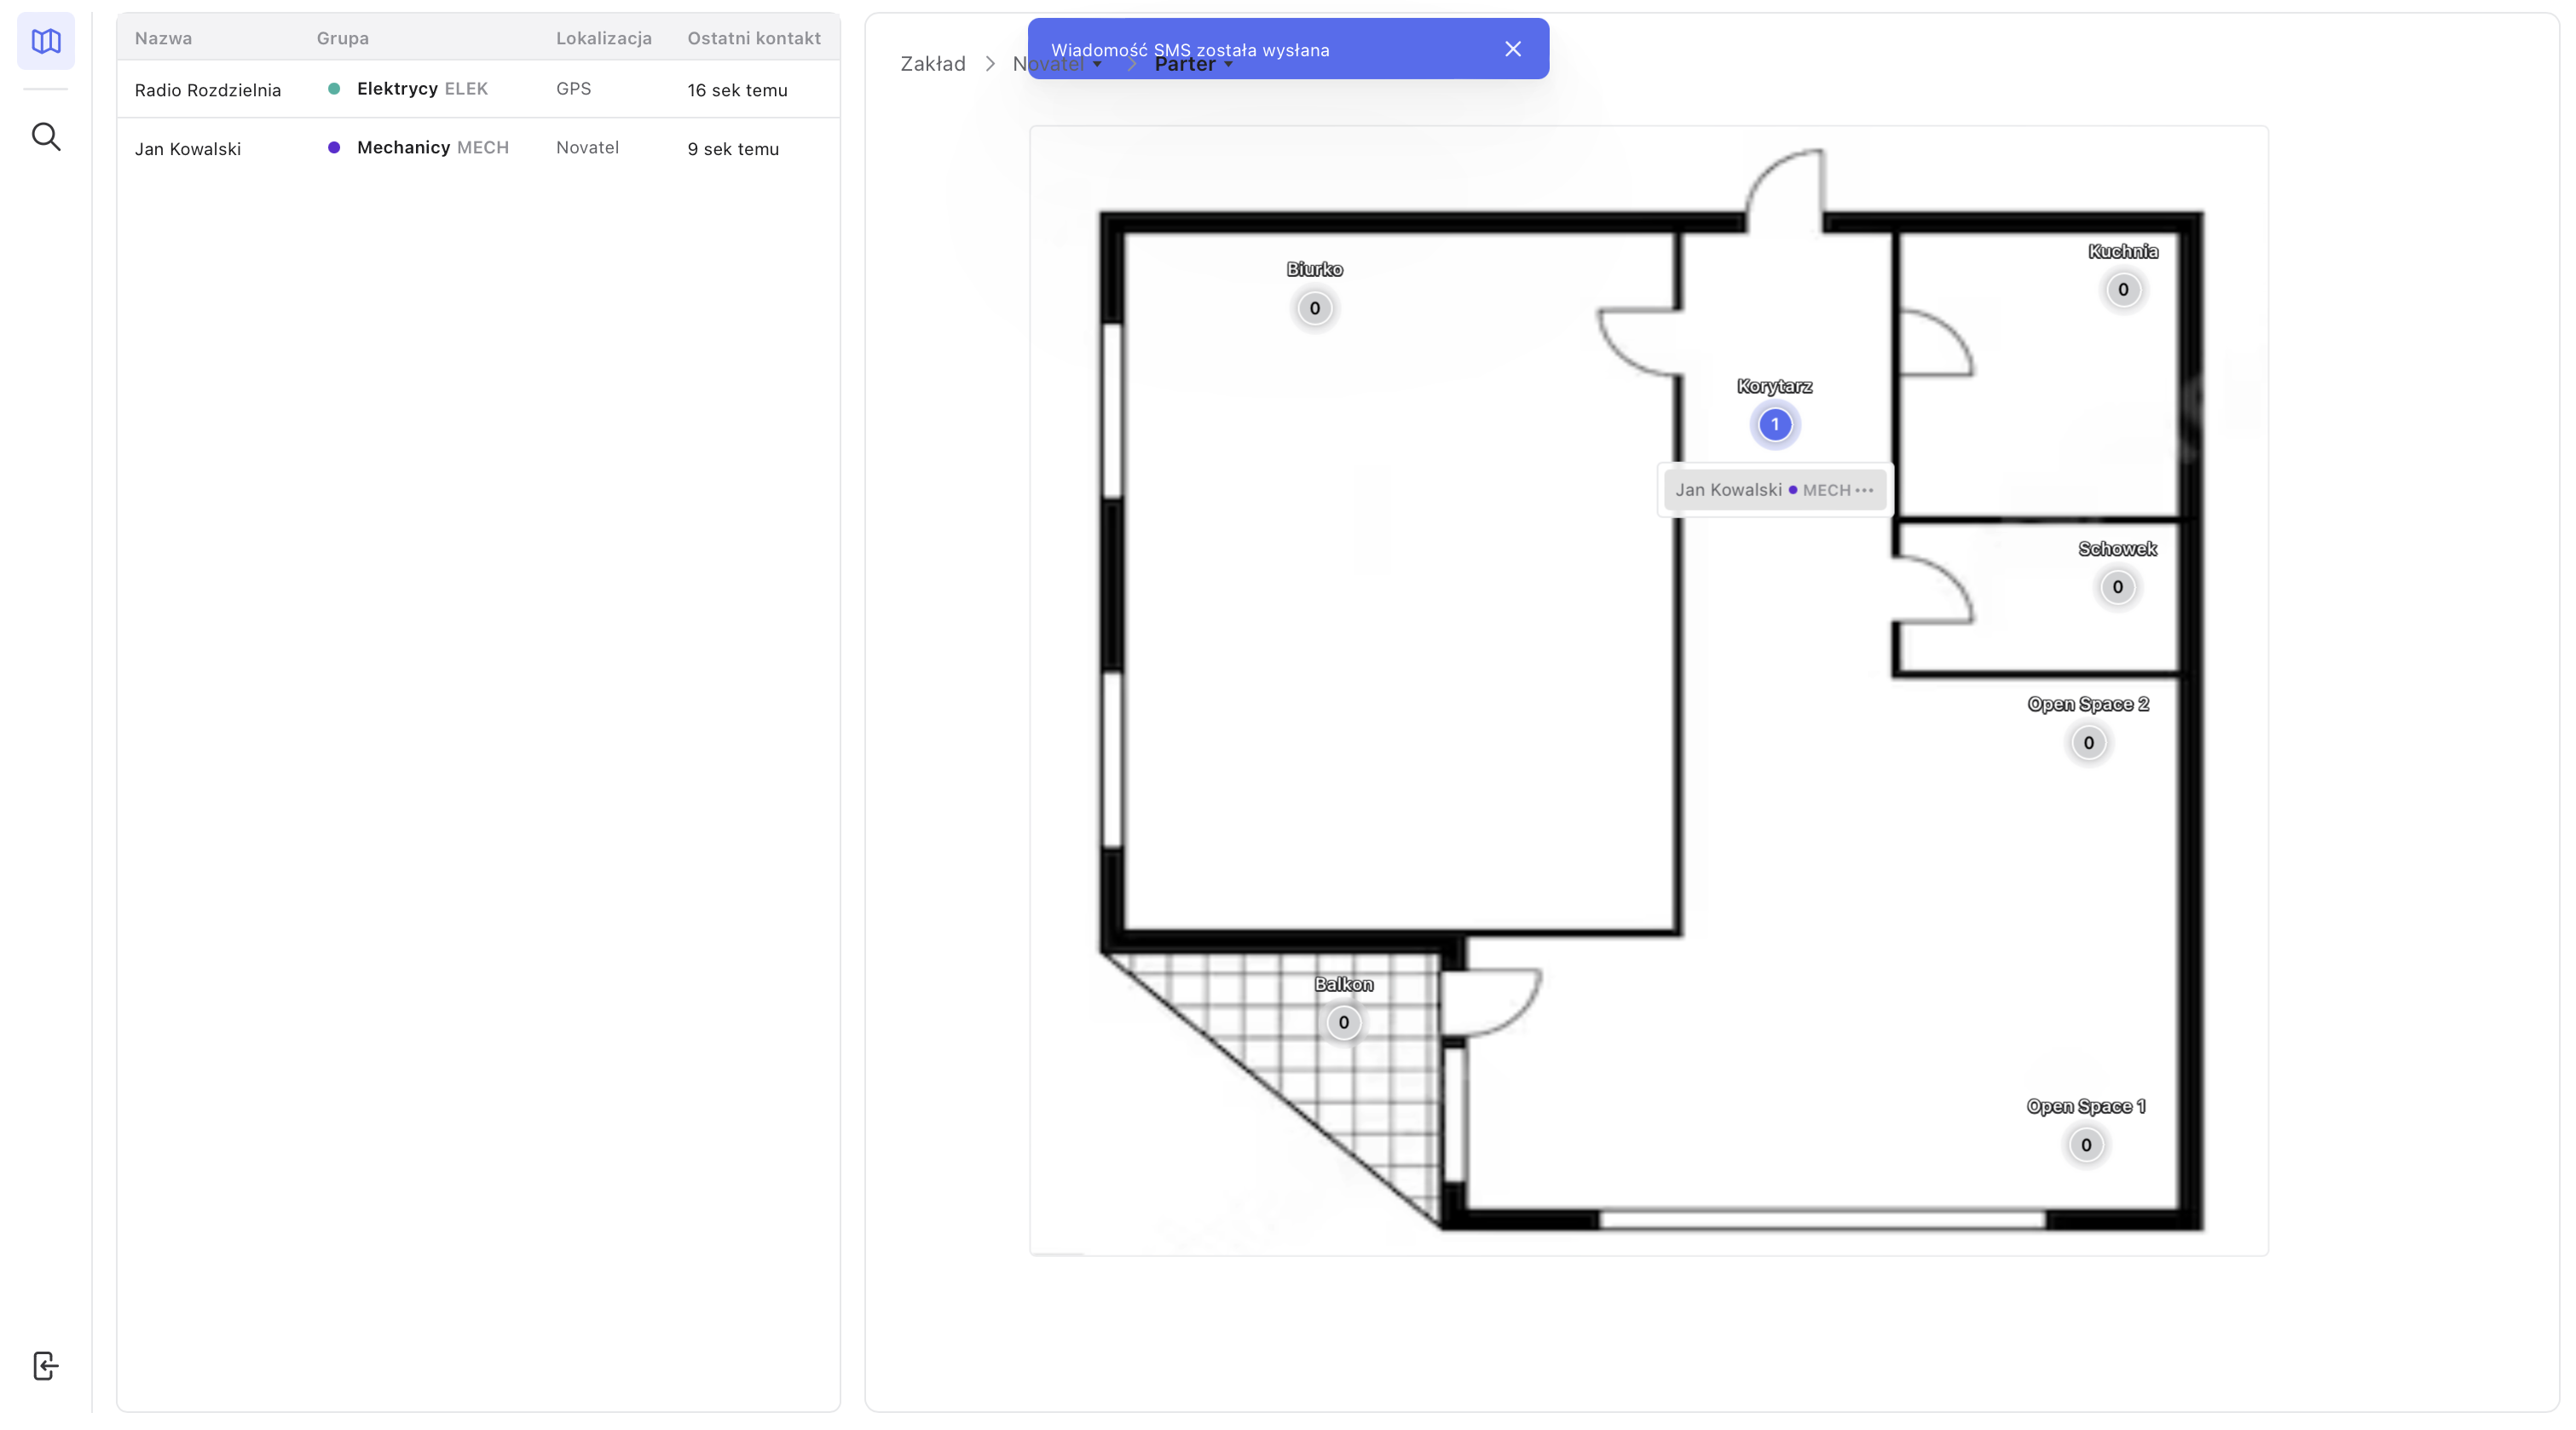 Nazwa Grupa Lokalizacja Ostatni kontakt
Radio Rozdzielnia Elektrycy ELEK GPS 16 sek temu
Jan Kowalski Mechanicy MECH Novatel 9 sek temu
Wiadomość SMS została wysłana
Zakład Novatel Parter
Biurko
0
Kuchnia
0
Korytarz
1
Jan Kowalski MECH ...
Schowek
0
Open Space 2
0
Balkon
0
Open Space 1
0